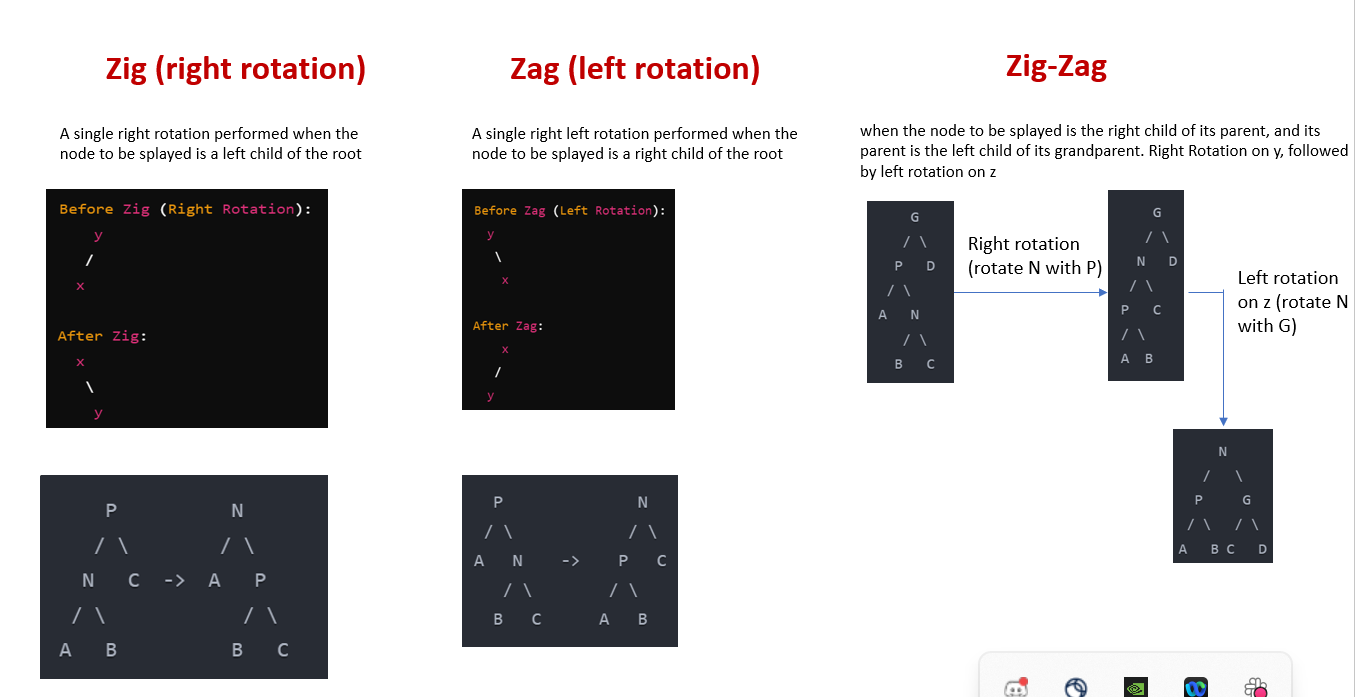 Zig (right rotation)
A single right rotation performed when the
node to be splayed is a left child of the root
Before Zig (Right Rotation):
y
/
x
After Zig:
x
\
y
P N
/ \ / \
N C -> A P
/ \ / \
A B B C
Zag (left rotation)
A single right left rotation performed when the
node to be splayed is a right child of the root
Before Zag (Left Rotation):
y
\
x
After Zag:
x
/
y
P N
/ \ / \
A N -> P C
/ \ / \
B C A B
Zig-Zag
when the node to be splayed is the right child of its parent, and its
parent is the left child of its grandparent. Right Rotation on y, followed
by left rotation on z
G
/ \
P D
/ \
A N
/ \
B C
Right rotation
(rotate N with P)
G
/ \
N D
/ \
P C
/ \
A B
Left rotation
on z (rotate N
with G)
N
/ \
P G
/ \ / \
A B C D